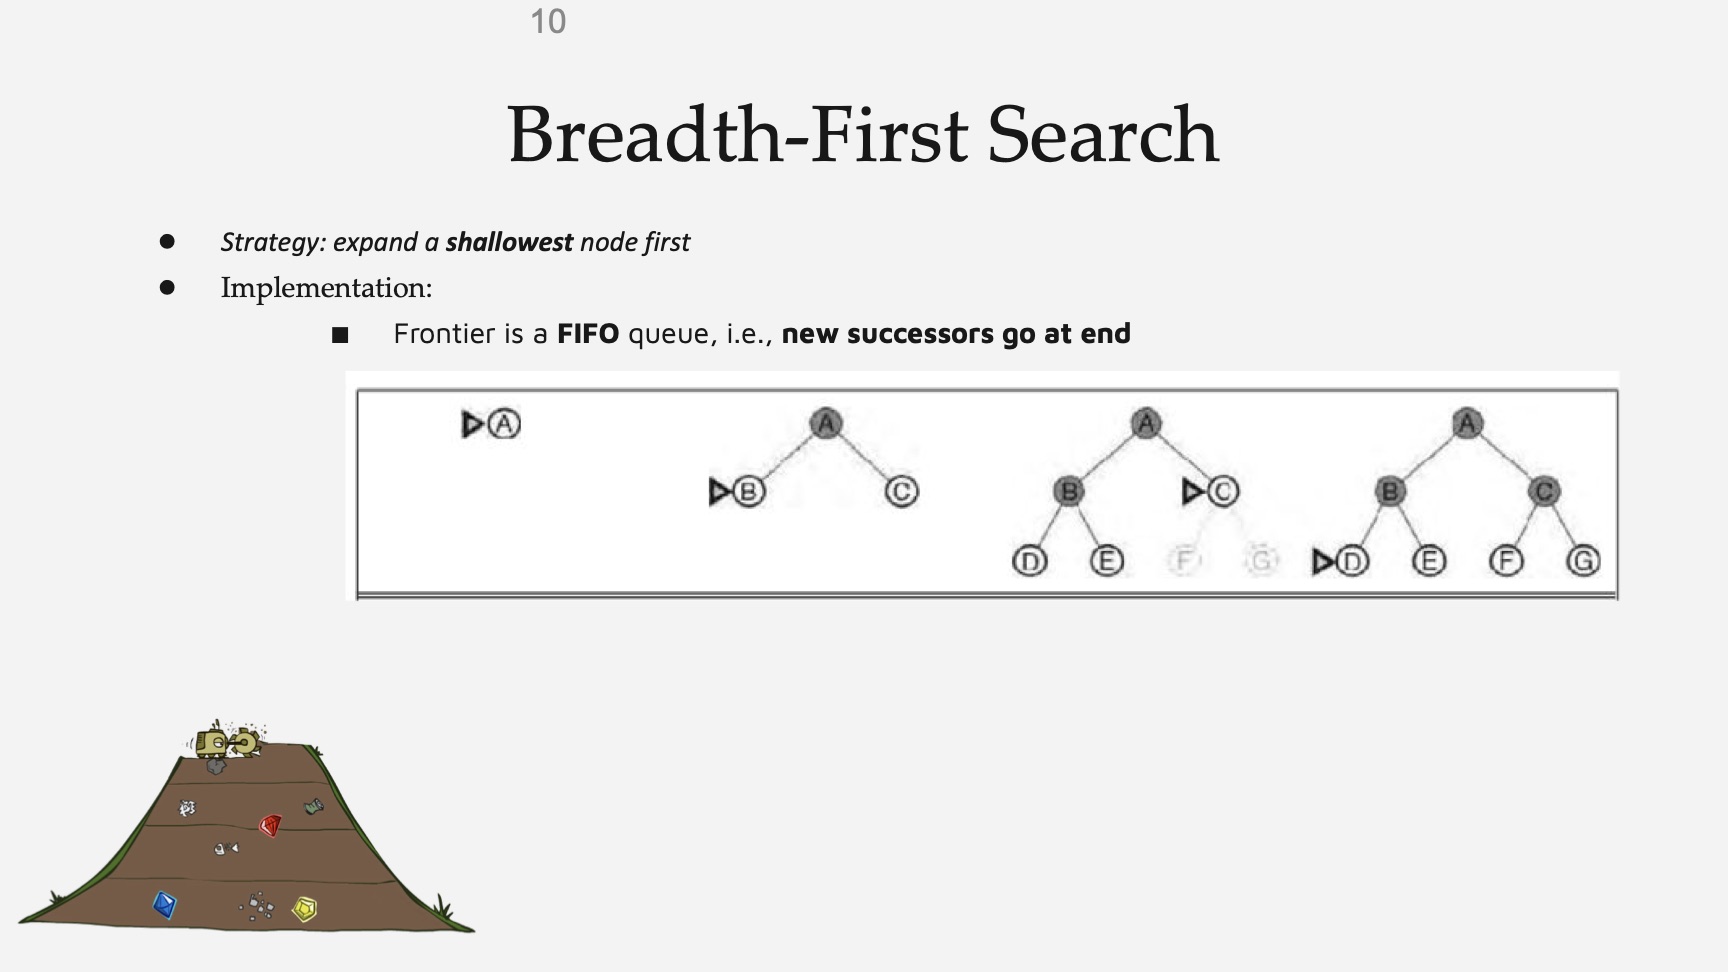 10
Breadth-First Search
● Strategy: expand a shallowest node first
● Implementation:
■ Frontier is a FIFO queue, i.e., new successors go at end
A A A A
B C B C B C
D E F G D E F G